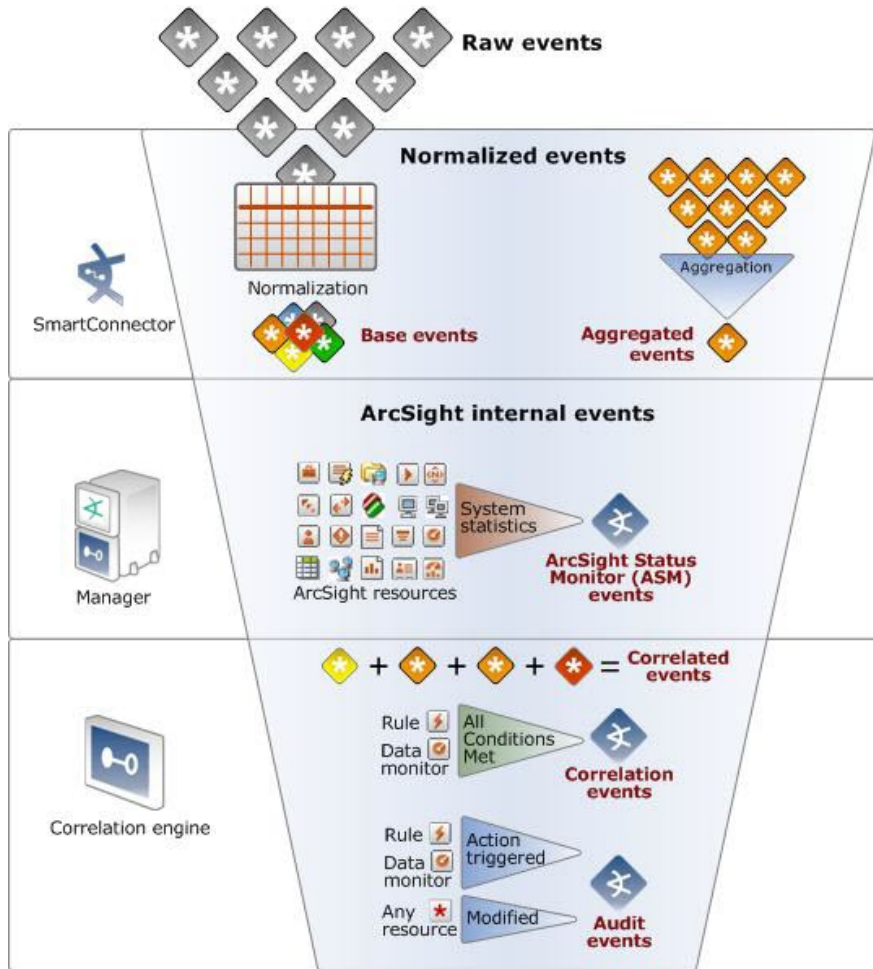 Raw events
Normalized events
Normalization
Aggregation
SmartConnector
Base events
Aggregated
events
ArcSight internal events
System
statistics
ArcSight resources
ArcSight Status
Monitor (ASM)
events
Manager
+ + + = Correlated
events
Rule
Data
monitor
All
Conditions
Met
Correlation
events
Correlation engine
Rule
Data
monitor
Action
triggered
Any
resource
Modified
Audit
events